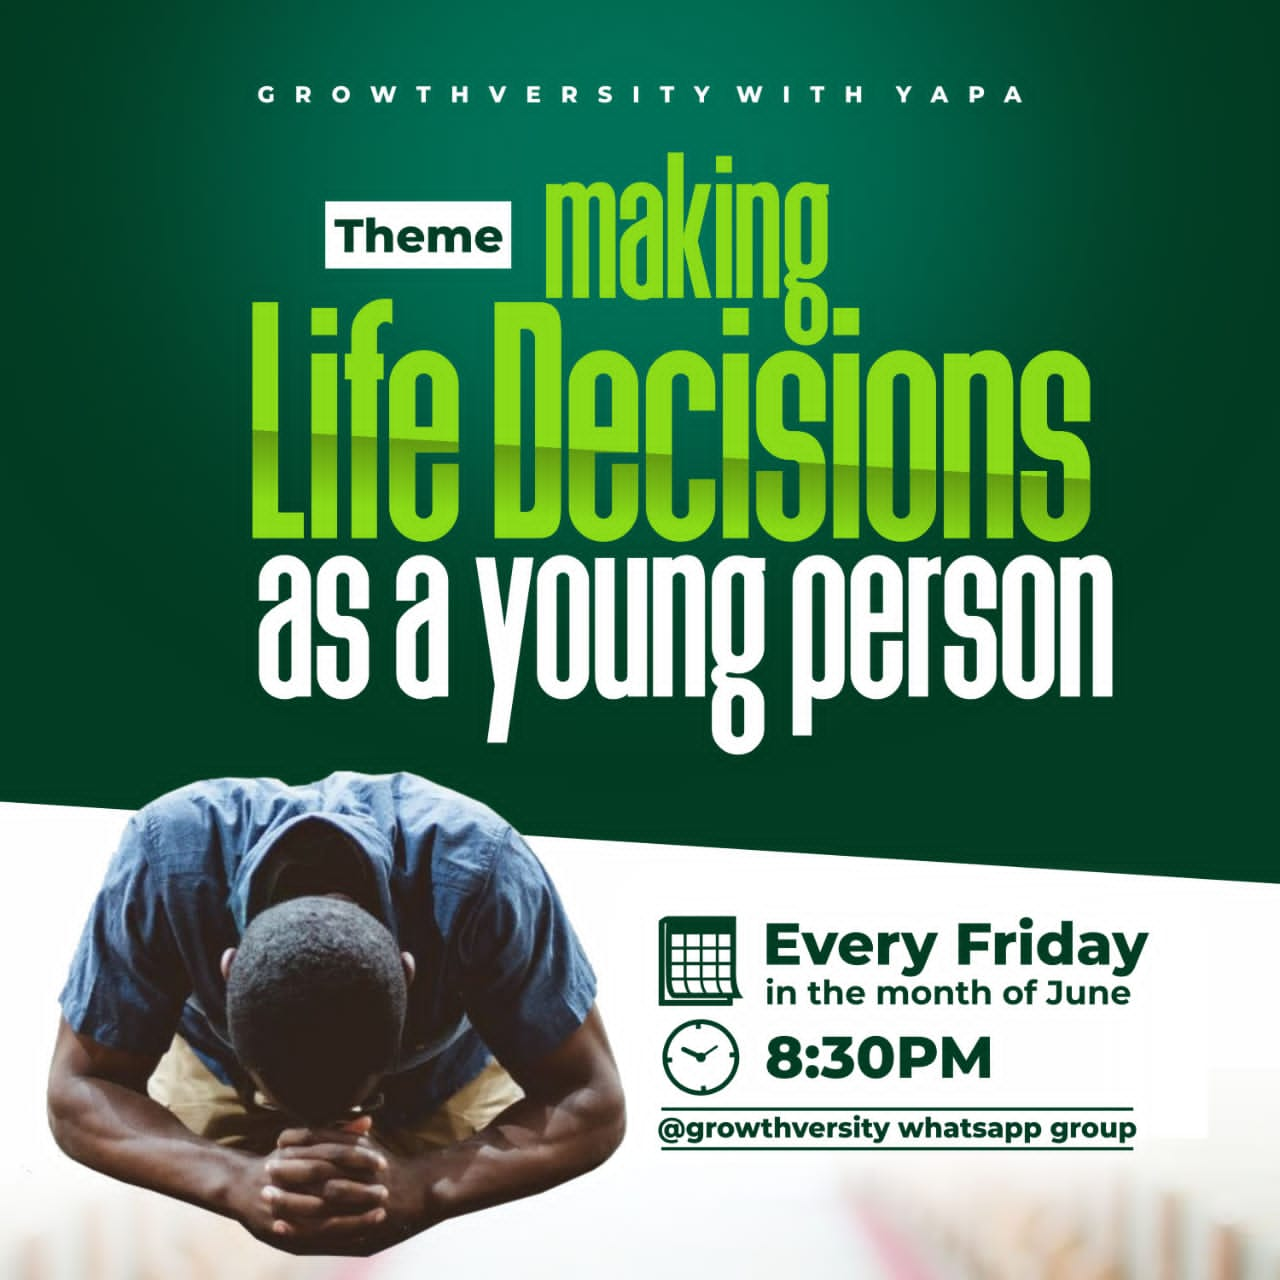 GROWTHVERSITY WITH YAPA
Theme making
Life Decisions
as a young person
Every Friday
in the month of June
8:30PM
@growthversity whatsapp group